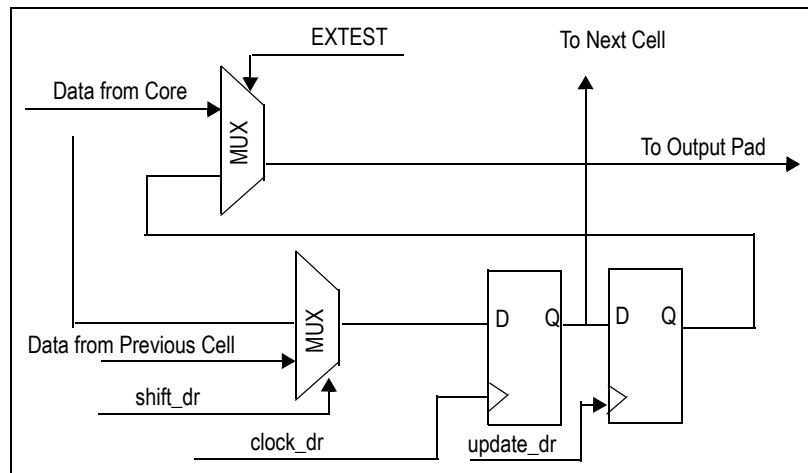 EXTEST
To Next Cell
Data from Core
MUX
To Output Pad
MUX
D Q
D Q
Data from Previous Cell
shift_dr
clock_dr
update_dr